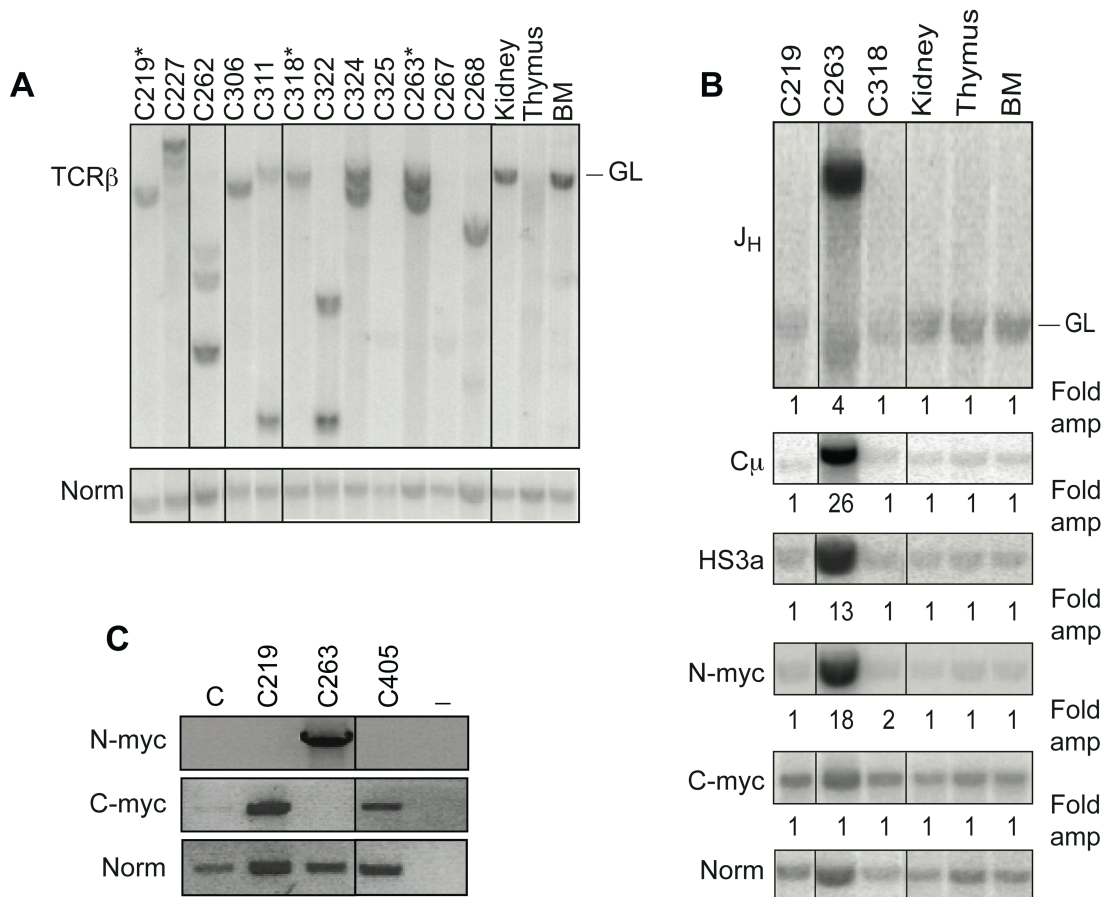 A
C219* C227 C262 C306 C311 C318* C322 C324 C325 C263* C267 C268 Kidney Thymus BM
TCRβ
GL
Norm
B
C219 C263 C318 Kidney Thymus BM
JH
GL
1 4 1 1 1 1 Fold amp
Cμ
1 26 1 1 1 1 Fold amp
HS3a
1 13 1 1 1 1 Fold amp
N-myc
1 18 2 1 1 1 Fold amp
C-myc
1 1 1 1 1 1 Fold amp
Norm
C
C C219 C263 C405 –
N-myc
C-myc
Norm